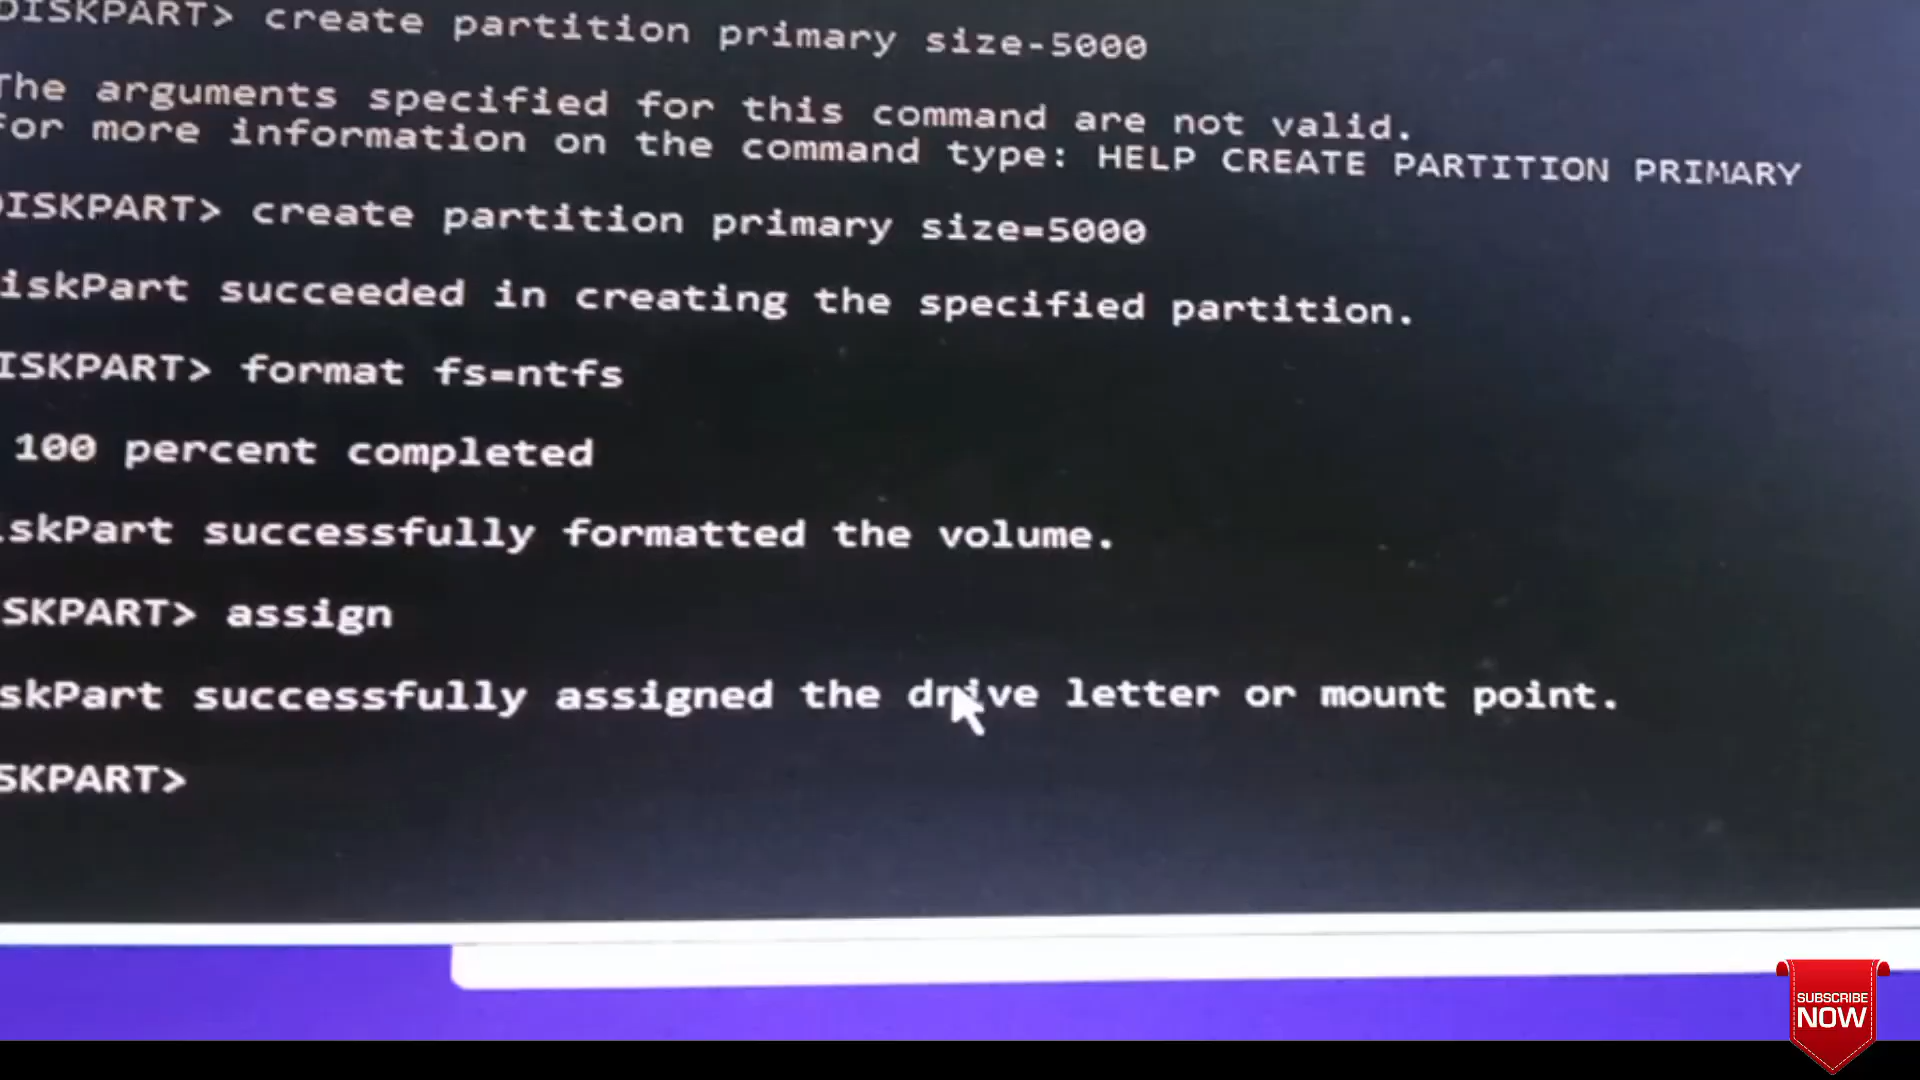 DISKPART> create partition primary size-5000
The arguments specified for this command are not valid.
For more information on the command type: HELP CREATE PARTITION PRIMARY
DISKPART> create partition primary size=5000
iskPart succeeded in creating the specified partition.
ISKPART> format fs=ntfs
100 percent completed
iskPart successfully formatted the volume.
SKPART> assign
skPart successfully assigned the drive letter or mount point.
SKPART>
SUBSCRIBE
NOW